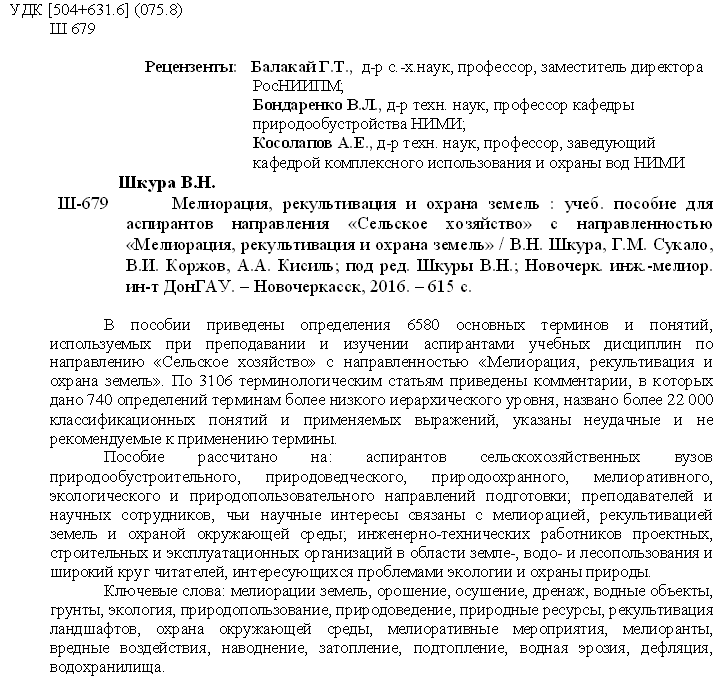 УДК [504+631.6] (075.8)
Ш 679
Рецензенты: Балакай Г.Т., д-р с.-х.наук, профессор, заместитель директора
РосНИИПМ;
Бондаренко В.Л., д-р техн. наук, профессор кафедры
природообустройства НИМИ;
Косолапов А.Е., д-р техн. наук, профессор, заведующий
кафедрой комплексного использования и охраны вод НИМИ
Шкура В.Н.
Ш-679 Мелиорация, рекультивация и охрана земель : учеб. пособие для
аспирантов направления «Сельское хозяйство» с направленностью
«Мелиорация, рекультивация и охрана земель» / В.Н. Шкура, Г.М. Сукало,
В.И. Коржов, А.А. Кисиль; под ред. Шкуры В.Н.; Новочерк. инж.-мелиор.
ин-т ДонГАУ. – Новочеркасск, 2016. – 615 с.
В пособии приведены определения 6580 основных терминов и понятий,
используемых при преподавании и изучении аспирантами учебных дисциплин по
направлению «Сельское хозяйство» с направленностью «Мелиорация, рекультивация и
охрана земель». По 3106 терминологическим статьям приведены комментарии, в которых
дано 740 определений терминам более низкого иерархического уровня, названо более 22 000
классификационных понятий и применяемых выражений, указаны неудачные и не
рекомендуемые к применению термины.
Пособие рассчитано на: аспирантов сельскохозяйственных вузов
природообустроительного, природоведческого, природоохранного, мелиоративного,
экологического и природопользовательного направлений подготовки; преподавателей и
научных сотрудников, чьи научные интересы связаны с мелиорацией, рекультивацией
земель и охраной окружающей среды; инженерно-технических работников проектных,
строительных и эксплуатационных организаций в области земле-, водо- и лесопользования и
широкий круг читателей, интересующихся проблемами экологии и охраны природы.
Ключевые слова: мелиорации земель, орошение, осушение, дренаж, водные объекты,
грунты, экология, природопользование, природоведение, природные ресурсы, рекультивация
ландшафтов, охрана окружающей среды, мелиоративные мероприятия, мелиоранты,
вредные воздействия, наводнение, затопление, подтопление, водная эрозия, дефляция,
водохранилища.